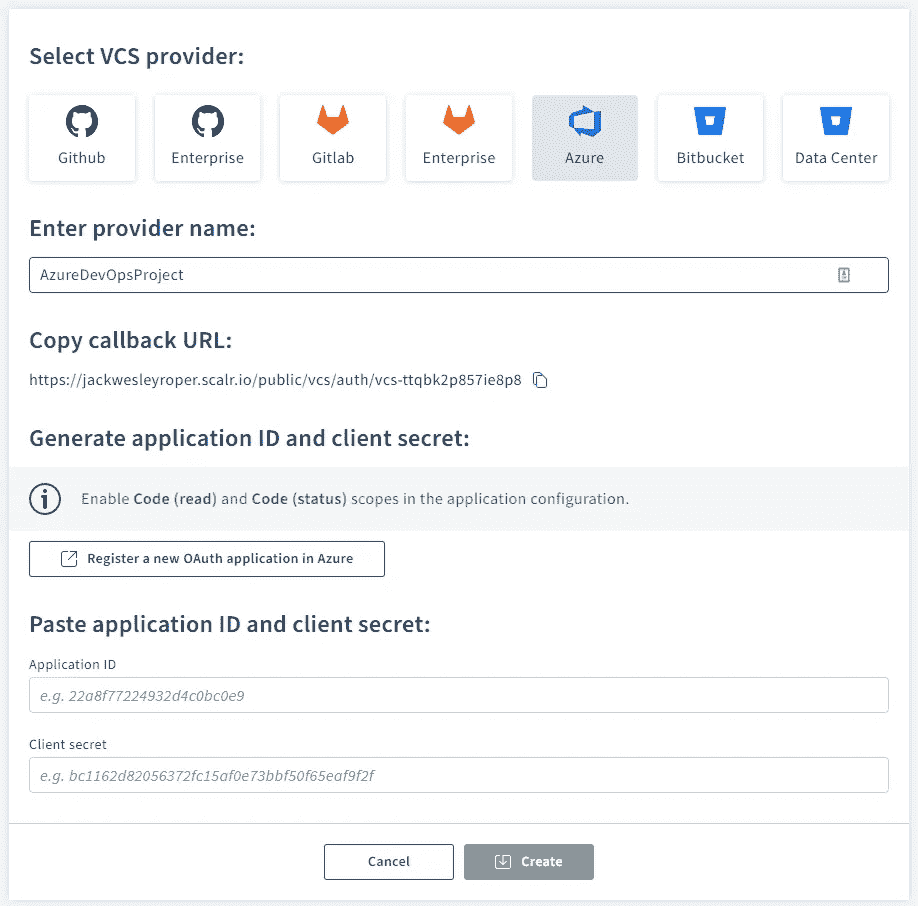 Select VCS provider:
Github
Enterprise
Gitlab
Enterprise
Azure
Bitbucket
Data Center
Enter provider name:
AzureDevOpsProject
Copy callback URL:
https://jackwesleyroper.scalr.io/public/vcs/auth/vcs-ttqbk2p857ie8p8
Generate application ID and client secret:
Enable Code (read) and Code (status) scopes in the application configuration.
Register a new OAuth application in Azure
Paste application ID and client secret:
Application ID
e.g. 22a8f77224932d4c0bc0e9
Client secret
e.g. bc1162d82056372fc15af0e73bbf50f65eaf9f2f
Cancel
Create